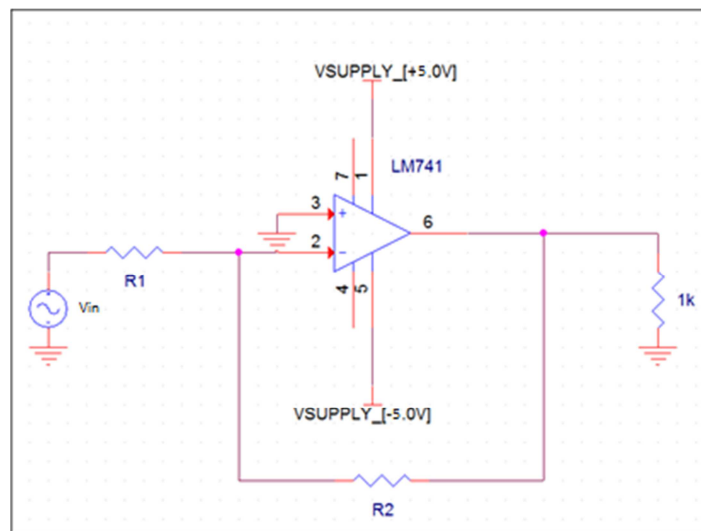 VSUPPLY_[+5.0V]
7
1
LM741
3
+
6
2
-
R1
4
5
1k
Vin
VSUPPLY_[-5.0V]
R2